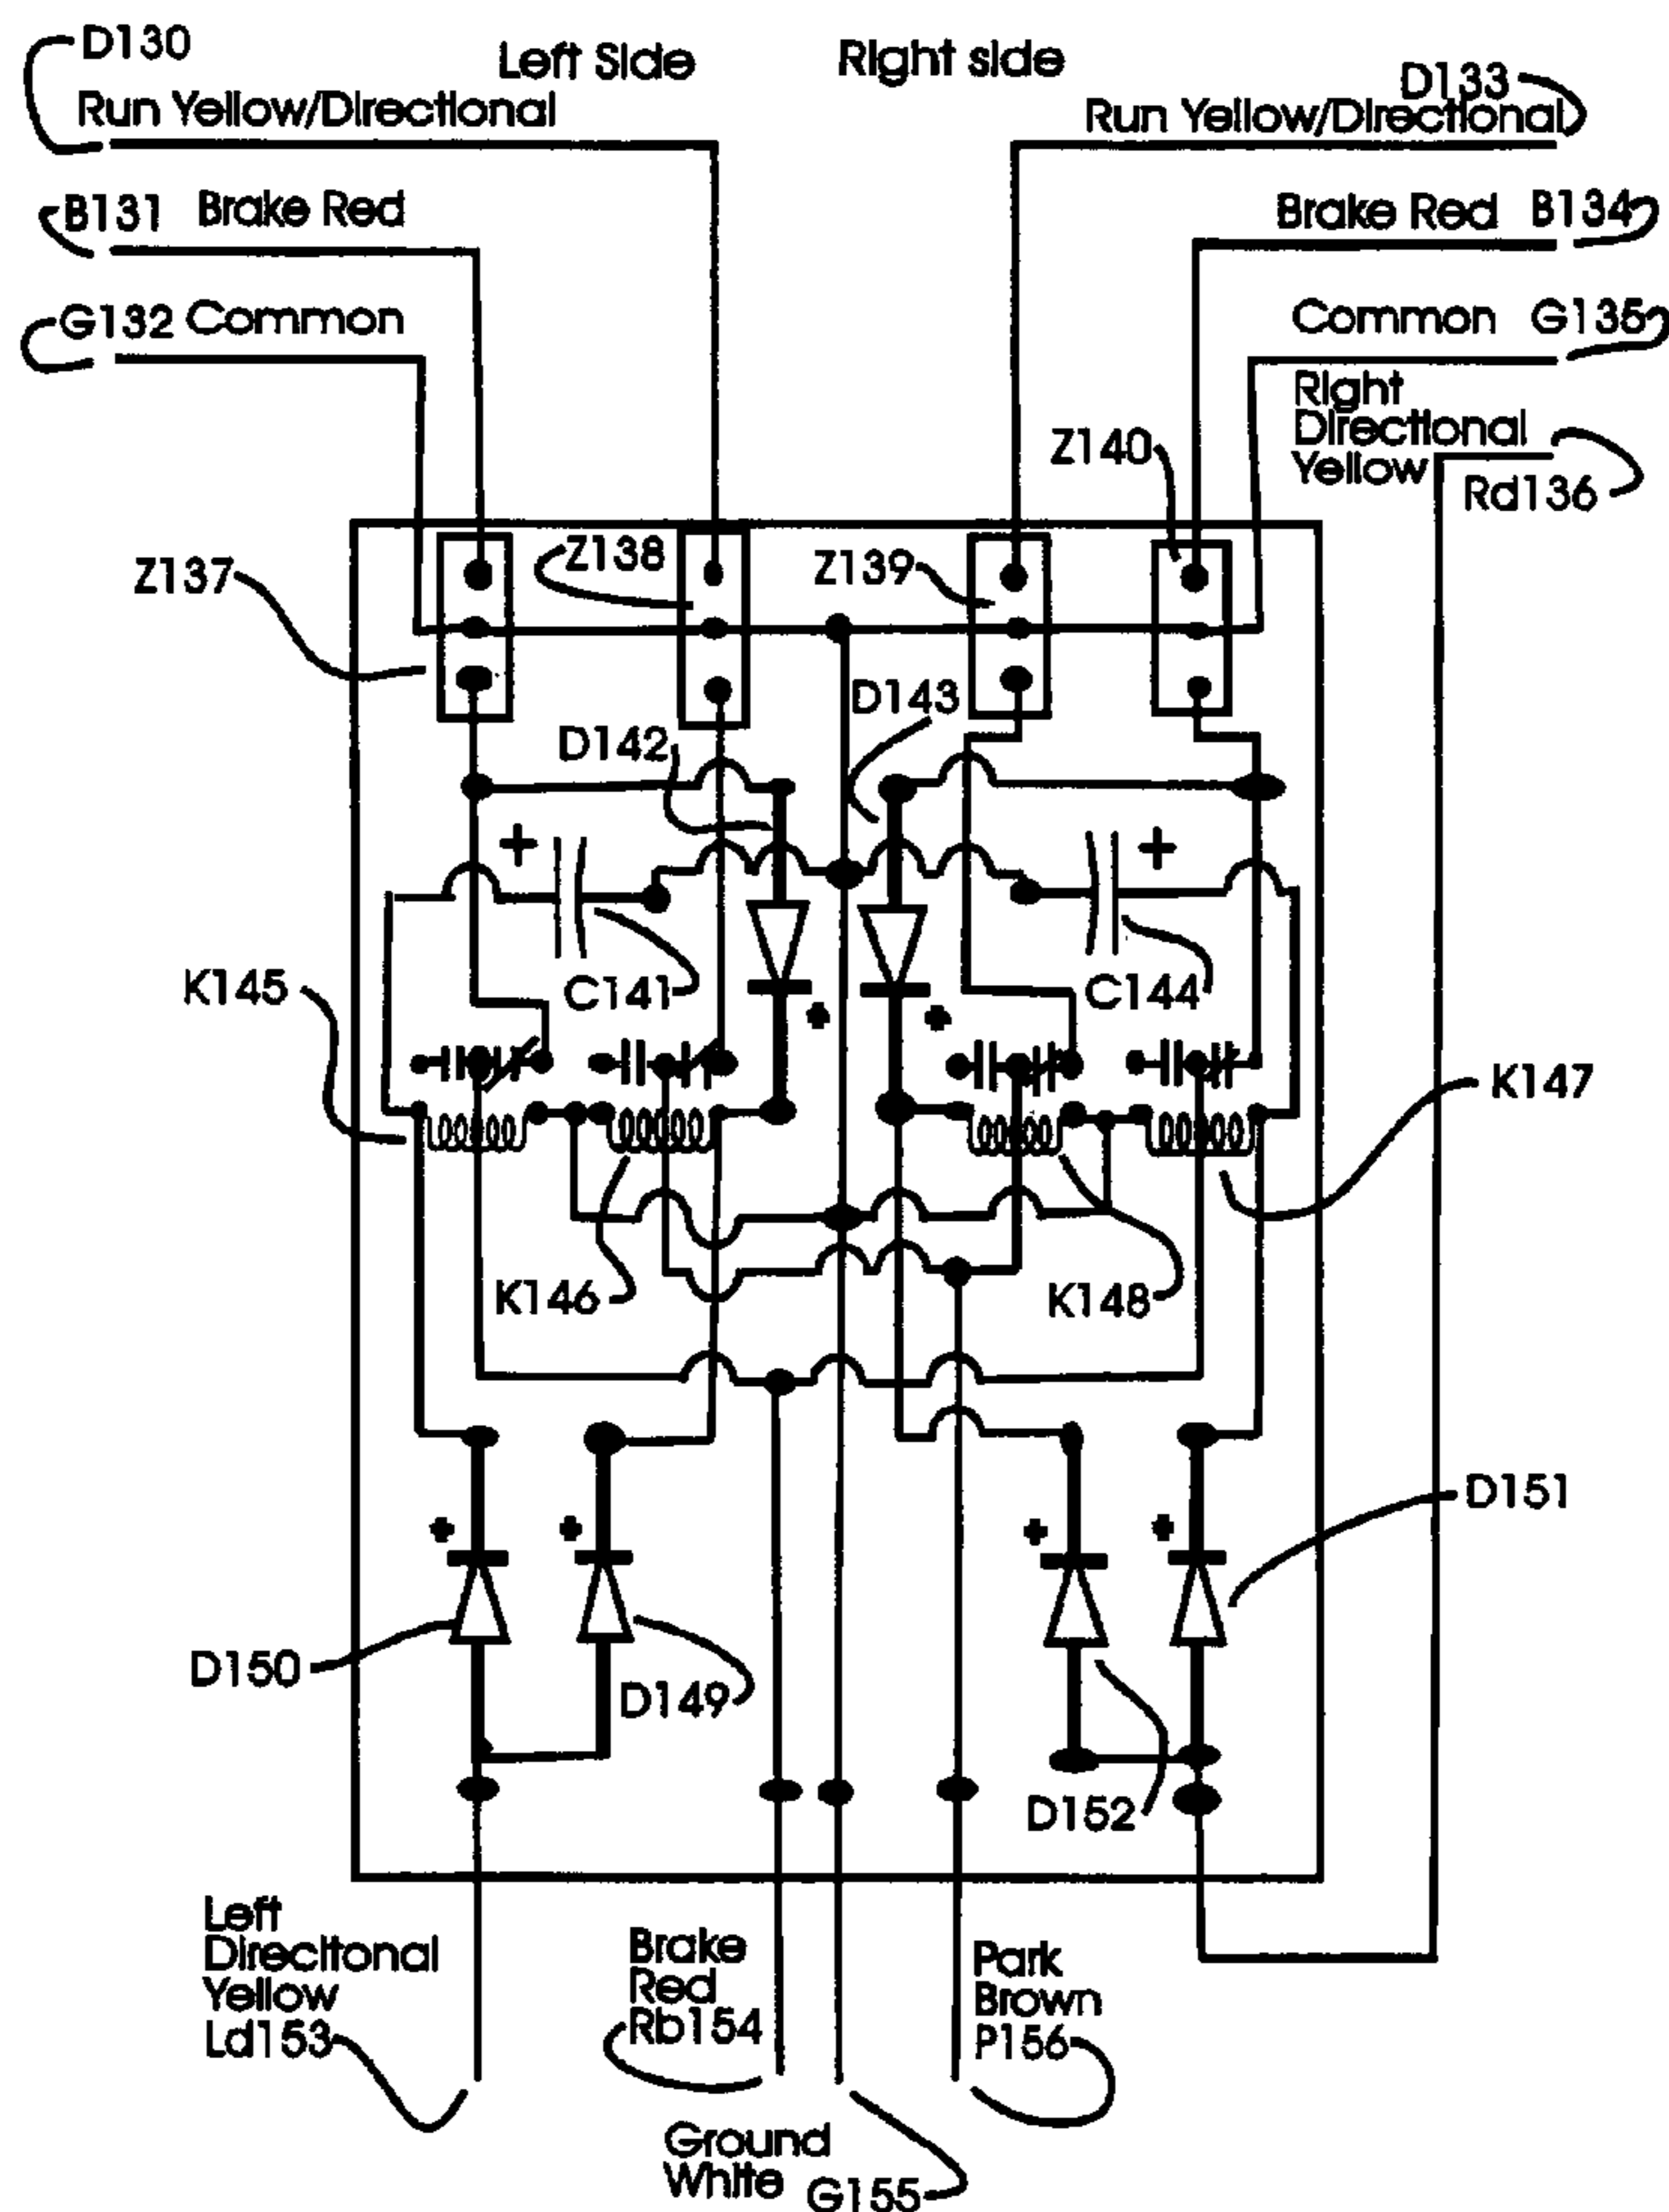 D130
Left Side
Right side
D133
Run Yellow/Directional
Run Yellow/Directional
B131 Brake Red
Brake Red B134
G132 Common
Common G135
Right
Directional
Yellow
Rd136
Z140
Z137
Z138
Z139
D142
D143
+
+
C141
C144
K145
K147
+
+
K146
K148
D151
+
+
+
+
D150
D149
D152
Left
Direcitonal
Yellow
Ld153
Brake
Red
Rb154
Park
Brown
P156
Ground
White
G155